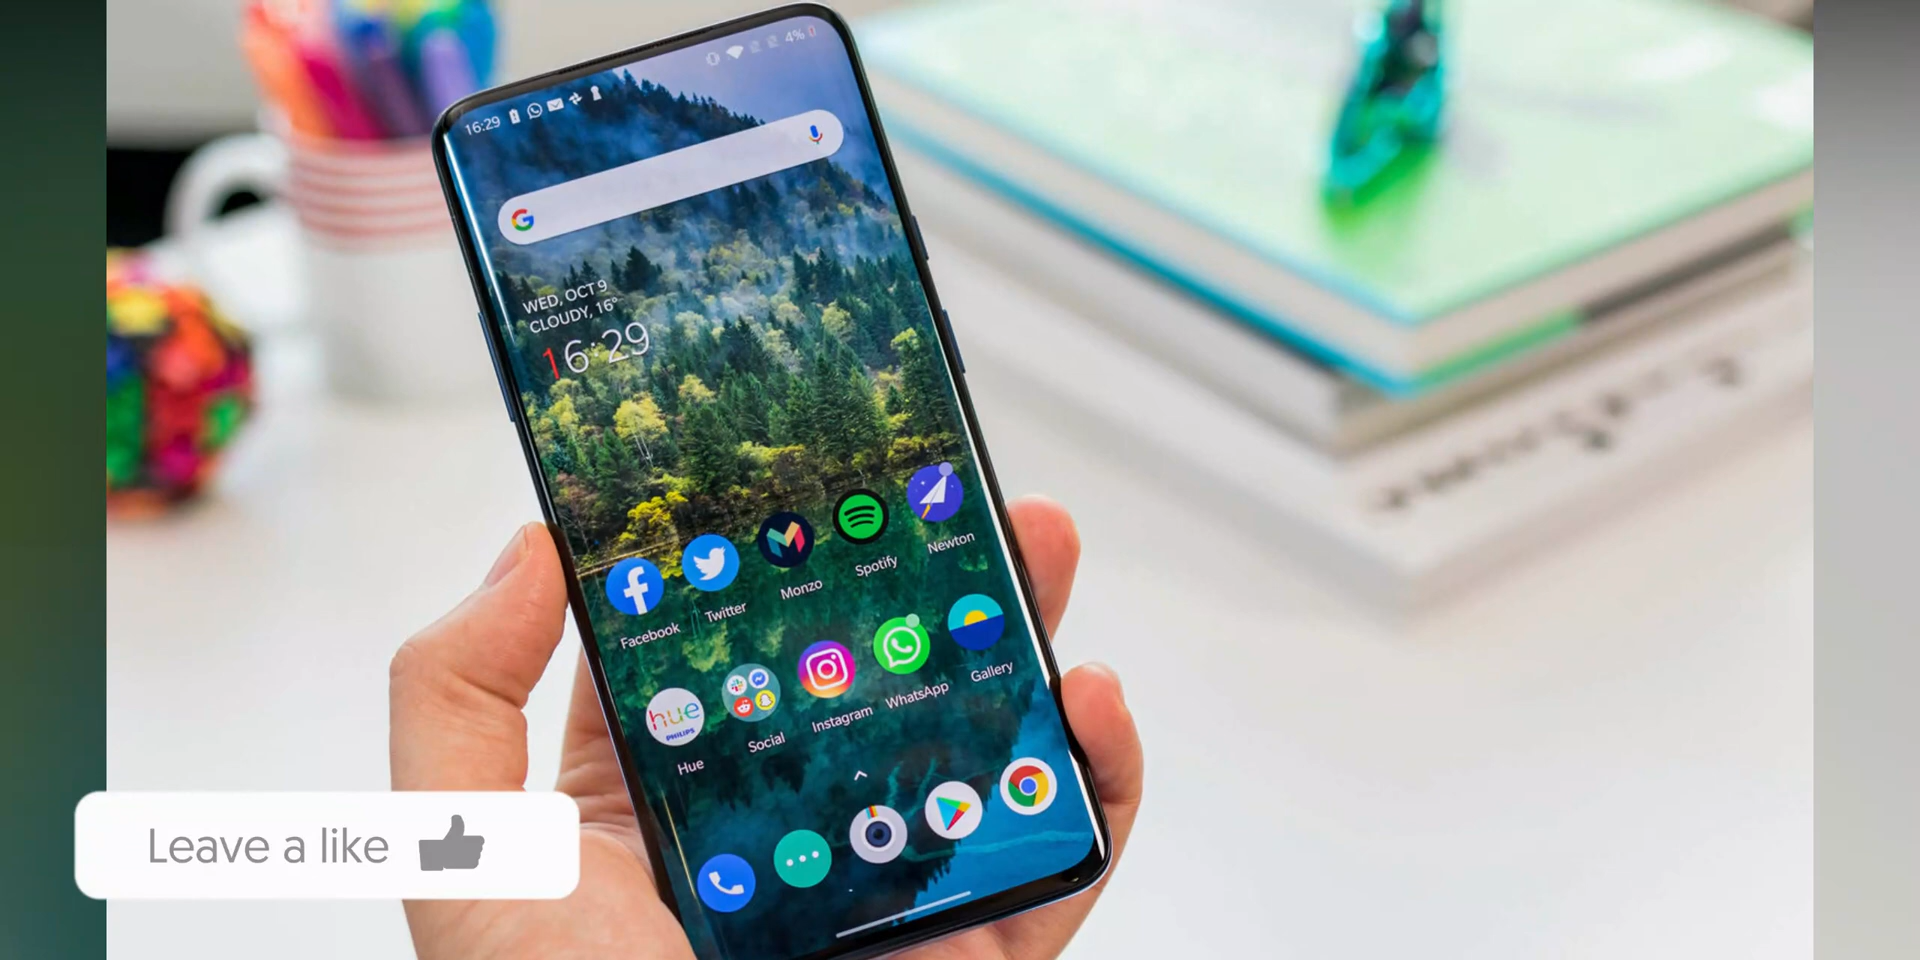 16:29
4%
WED, OCT 9
CLOUDY, 16°
16:29
Facebook
Twitter
Monzo
Spotify
Newton
hue
PHILIPS
Hue
Social
Instagram
WhatsApp
Gallery
Leave a like